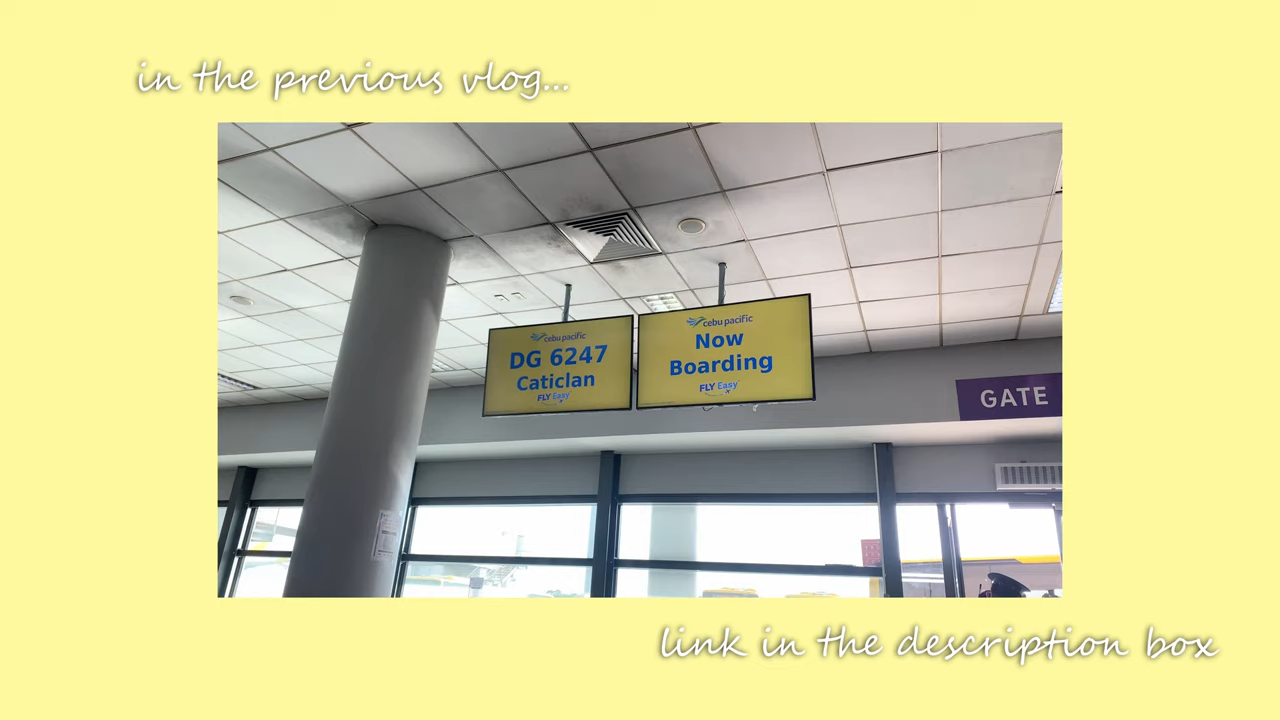 in the previous vlog...
cebu pacific
DG 6247
Caticlan
FLY Easy
cebu pacific
Now
Boarding
FLY Easy
GATE
link in the description box